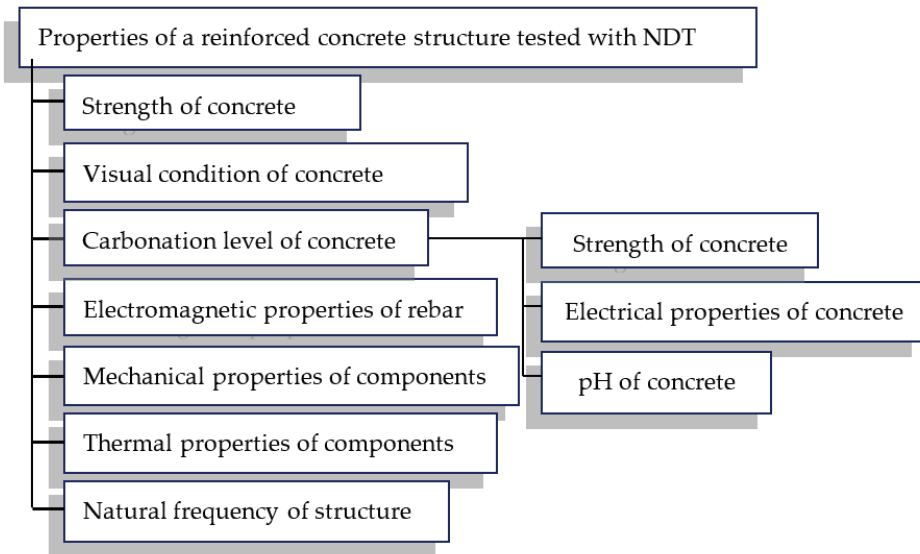 Properties of a reinforced concrete structure tested with NDT
Strength of concrete
Visual condition of concrete
Carbonation level of concrete
Electromagnetic properties of rebar
Mechanical properties of components
Thermal properties of components
Natural frequency of structure
Strength of concrete
Electrical properties of concrete
pH of concrete